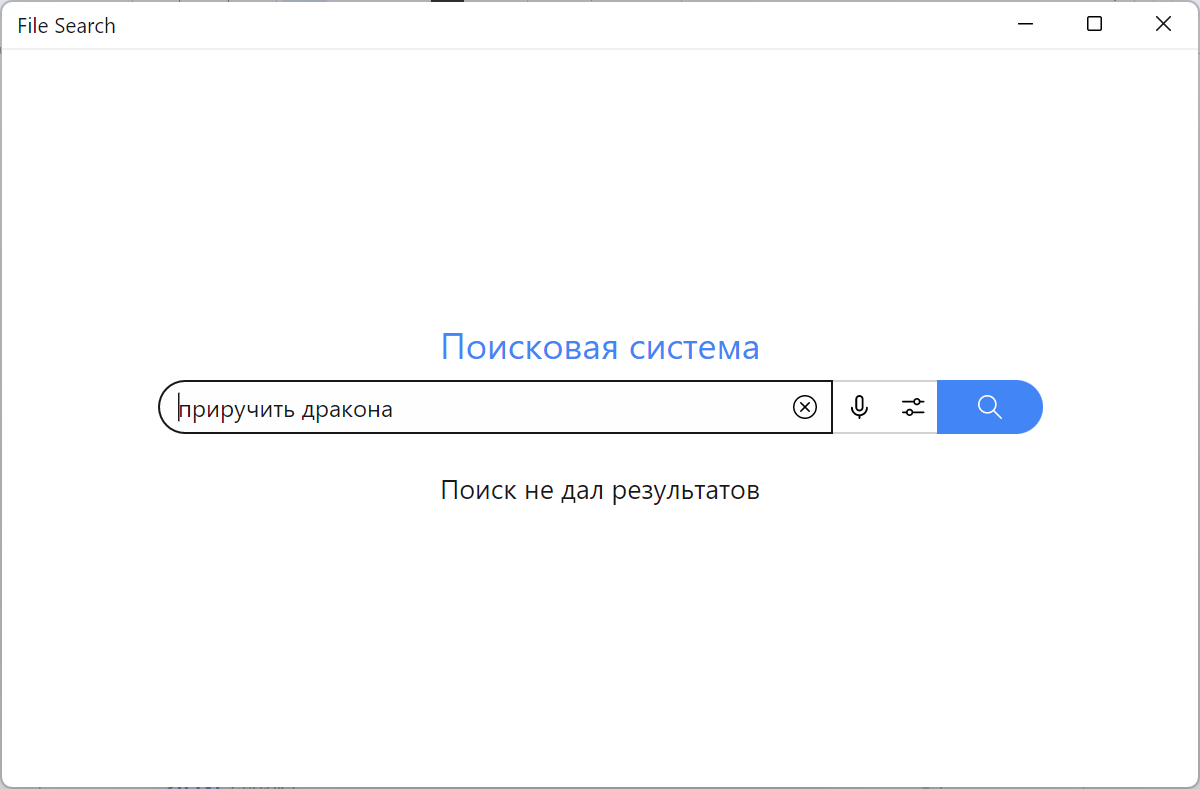 File Search
Поисковая система
приручить дракона
Поиск не дал результатов